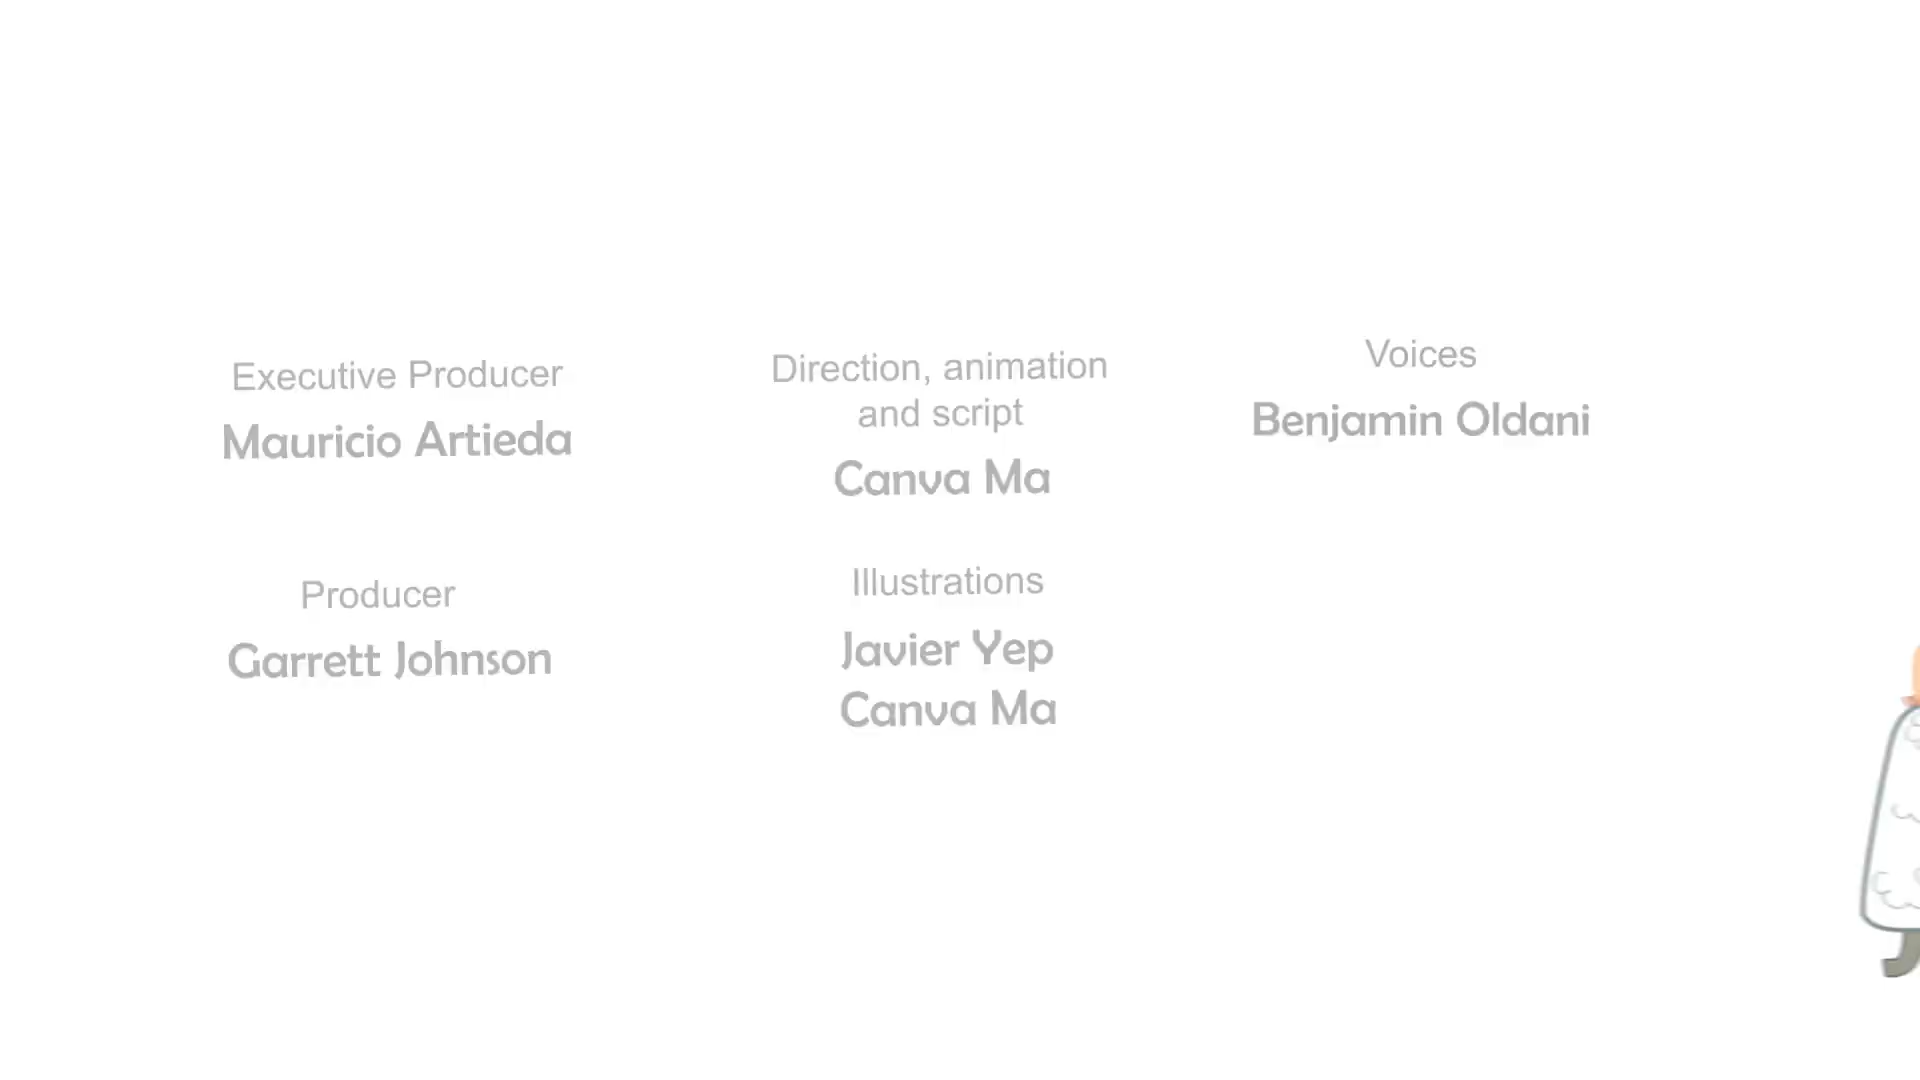 Executive Producer
Mauricio Artieda
Producer
Garrett Johnson
Direction, animation
and script
Canva Ma
Illustrations
Javier Yep
Canva Ma
Voices
Benjamin Oldani